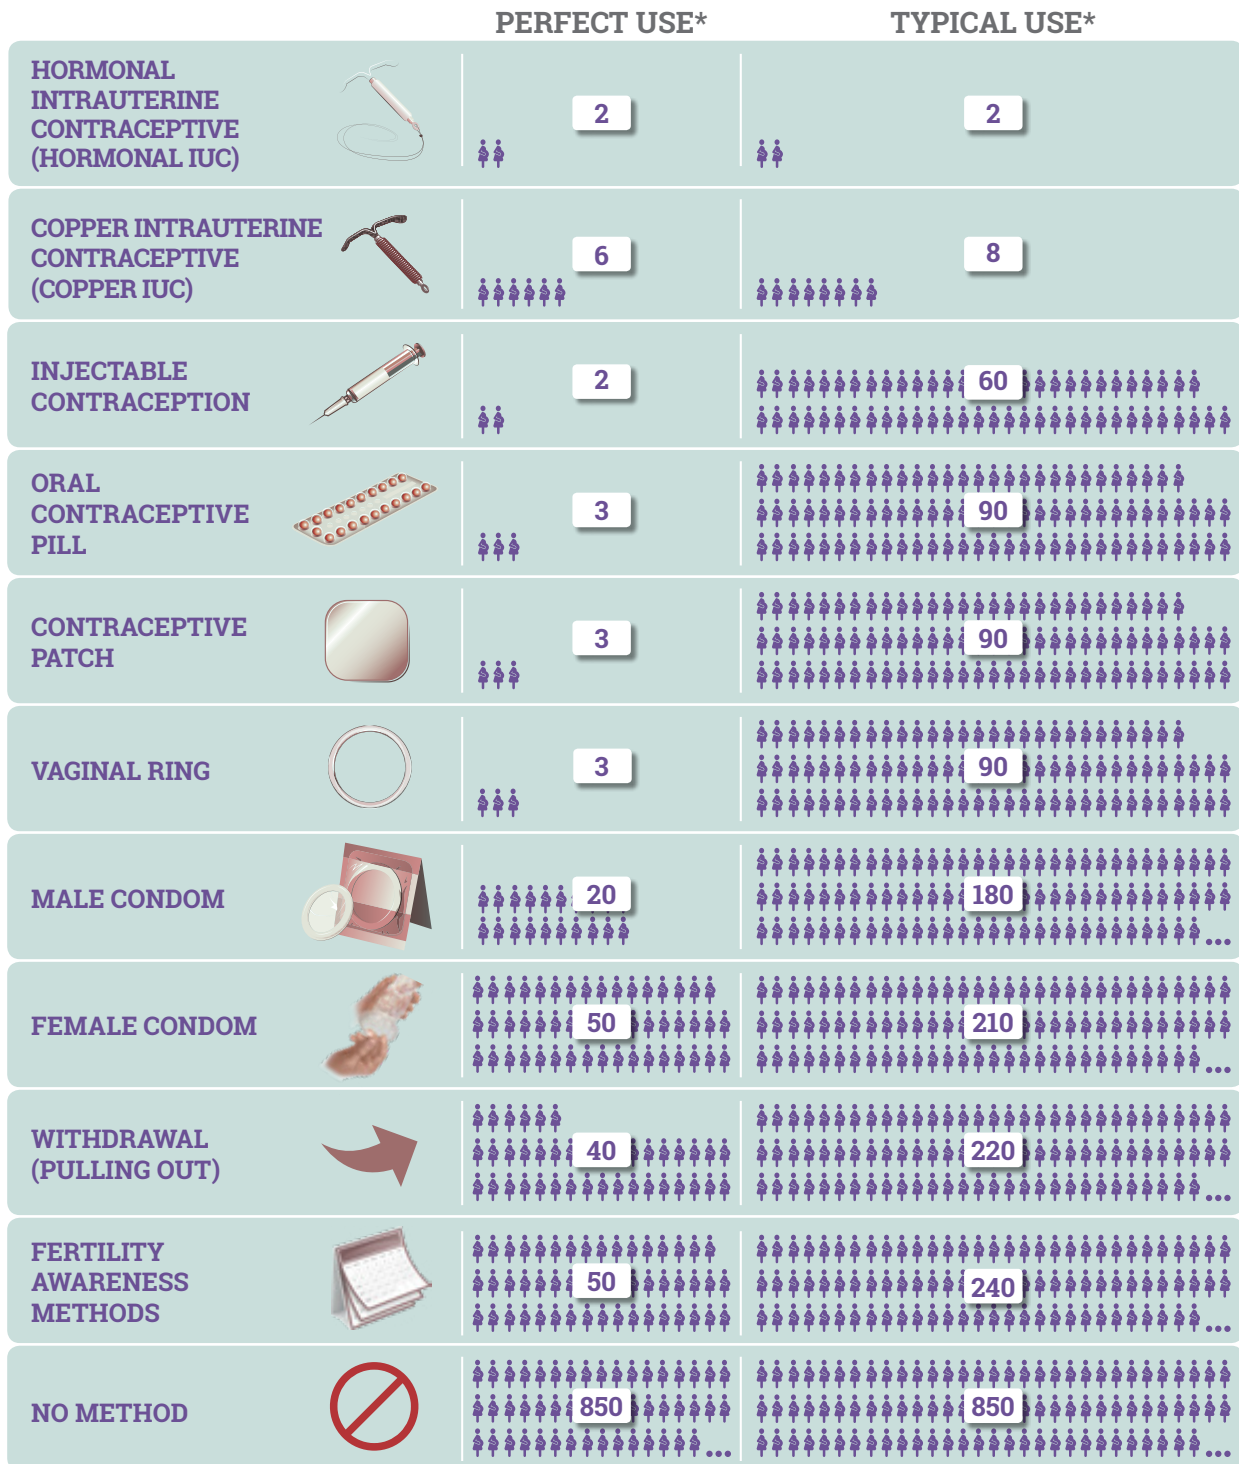 PERFECT USE* TYPICAL USE*
HORMONAL
INTRAUTERINE
CONTRACEPTIVE
(HORMONAL IUC)
2 2
COPPER INTRAUTERINE
CONTRACEPTIVE
(COPPER IUC)
6 8
INJECTABLE
CONTRACEPTION
2 60
ORAL
CONTRACEPTIVE
PILL
3 90
CONTRACEPTIVE
PATCH
3 90
VAGINAL RING
3 90
MALE CONDOM
20 180
...
FEMALE CONDOM
50 210
...
WITHDRAWAL
(PULLING OUT)
40 220
...
FERTILITY
AWARENESS
METHODS
50 240
...
NO METHOD
850 850
... ...